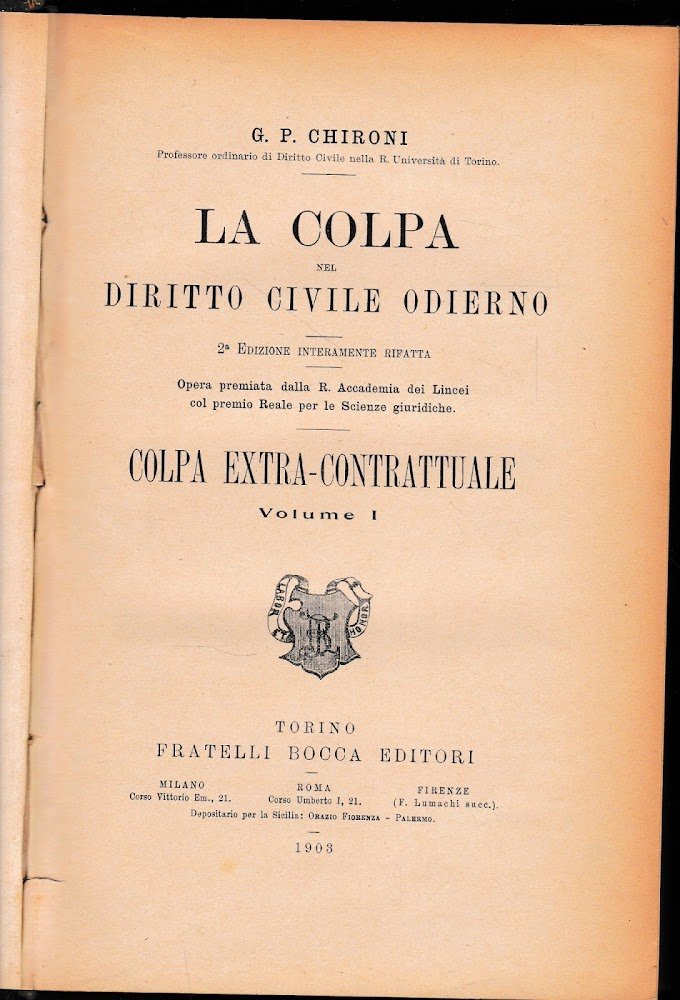 G. P. CHIRONI
Professore ordinario di Diritto Civile nella R. Università di Torino.
LA COLPA
NEL
DIRITTO CIVILE ODIERNO
2ª EDIZIONE INTERAMENTE RIFATTA
Opera premiata dalla R. Accademia dei Lincei
col premio Reale per le Scienze giuridiche.
COLPA EXTRA-CONTRATTUALE
Volume I
LABOR ET HONOR
TORINO
FRATELLI BOCCA EDITORI
MILANO
Corso Vittorio Em., 21.
ROMA
Corso Umberto I, 21.
FIRENZE
(F. Lumachi succ.).
Depositario per la Sicilia: ORAZIO FIORENZA - PALERMO.
1903